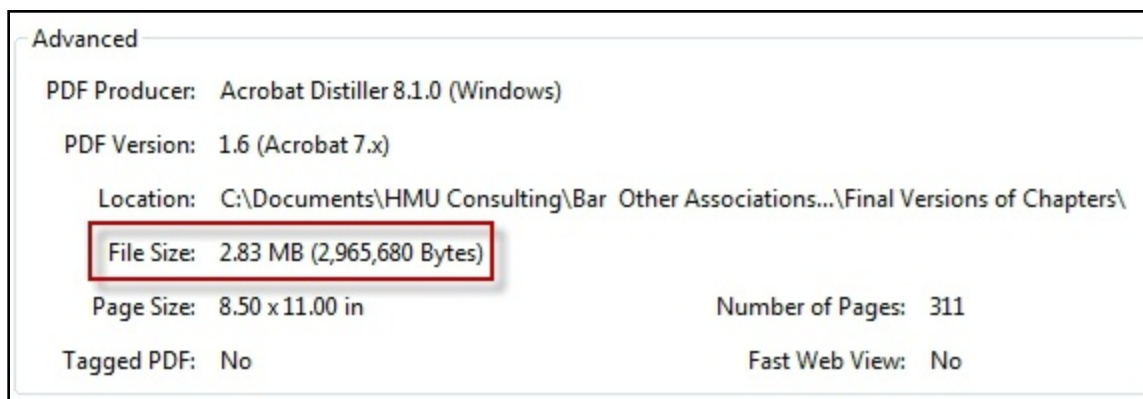 Advanced
PDF Producer: Acrobat Distiller 8.1.0 (Windows)
PDF Version: 1.6 (Acrobat 7.x)
Location: C:\Documents\HMU Consulting\Bar  Other Associations...\Final Versions of Chapters\
File Size: 2.83 MB (2,965,680 Bytes)
Page Size: 8.50 x 11.00 in Number of Pages: 311
Tagged PDF: No Fast Web View: No